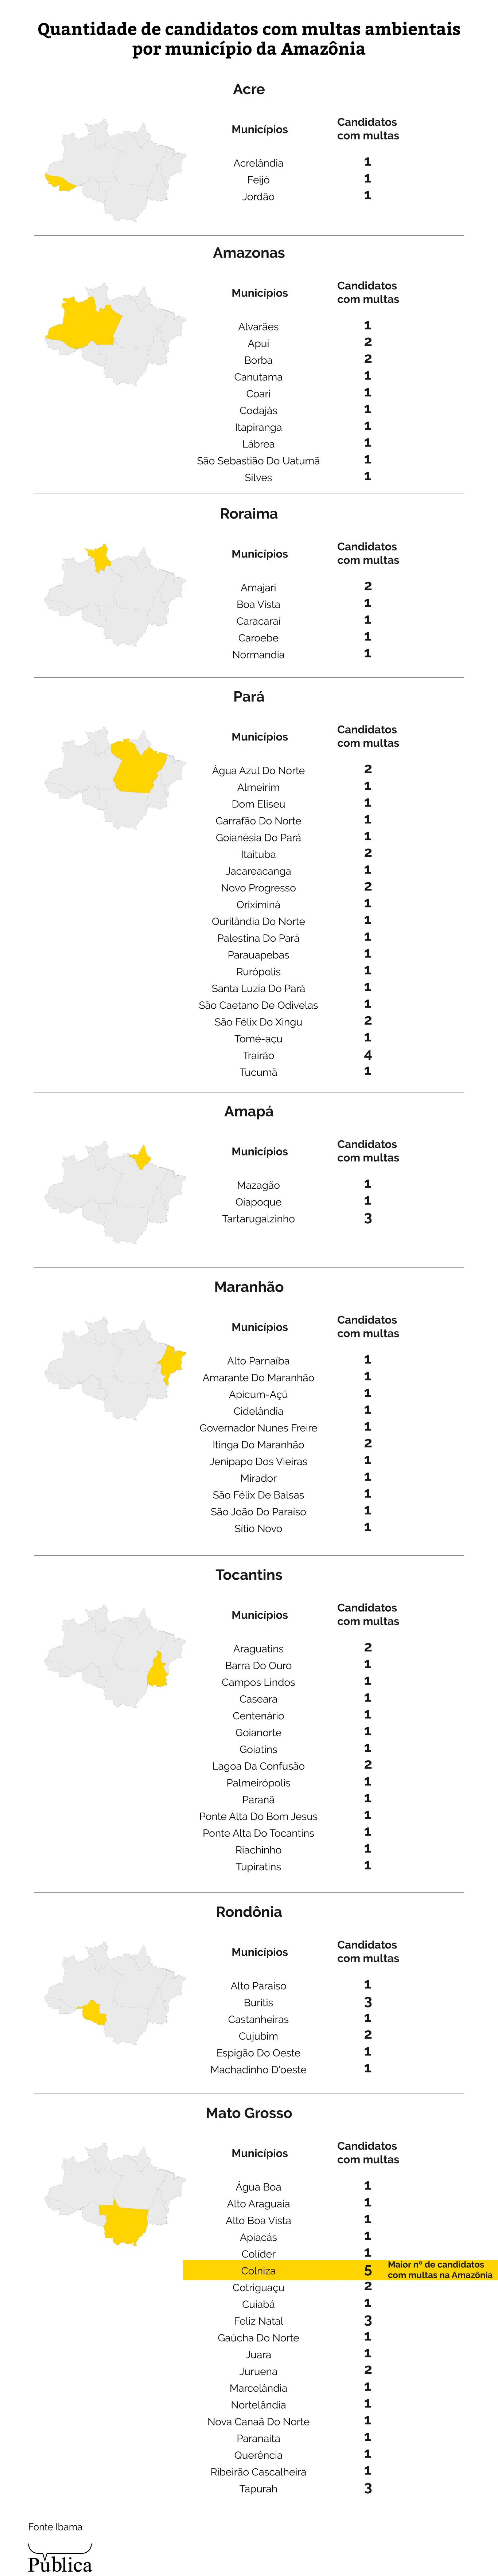 Quantidade de candidatos com multas ambientais
por município da Amazônia
Acre
Municípios
Candidatos
com multas
Acrelândia 1
Feijó 1
Jordão 1
Amazonas
Municípios
Candidatos
com multas
Alvarães 1
Apuí 2
Borba 2
Canutama 1
Coari 1
Codajás 1
Itapiranga 1
Lábrea 1
São Sebastião Do Uatumã 1
Silves 1
Roraima
Municípios
Candidatos
com multas
Amajari 2
Boa Vista 1
Caracaraí 1
Caroebe 1
Normandia 1
Pará
Municípios
Candidatos
com multas
Água Azul Do Norte 2
Almeirim 1
Dom Eliseu 1
Garrafão Do Norte 1
Goianésia Do Pará 1
Itaituba 2
Jacareacanga 1
Novo Progresso 2
Oriximiná 1
Ourilândia Do Norte 1
Palestina Do Pará 1
Parauapebas 1
Rurópolis 1
Santa Luzia Do Pará 1
São Caetano De Odivelas 1
São Félix Do Xingu 2
Tomé-açu 1
Trairão 4
Tucumã 1
Amapá
Municípios
Candidatos
com multas
Mazagão 1
Oiapoque 1
Tartarugalzinho 3
Maranhão
Municípios
Candidatos
com multas
Alto Parnaíba 1
Amarante Do Maranhão 1
Apicum-Açú 1
Cidelândia 1
Governador Nunes Freire 1
Itinga Do Maranhão 2
Jenipapo Dos Vieiras 1
Mirador 1
São Félix De Balsas 1
São João Do Paraíso 1
Sítio Novo 1
Tocantins
Municípios
Candidatos
com multas
Araguatins 2
Barra Do Ouro 1
Campos Lindos 1
Caseara 1
Centenário 1
Goianorte 1
Goiatins 1
Lagoa Da Confusão 2
Palmeirópolis 1
Paranã 1
Ponte Alta Do Bom Jesus 1
Ponte Alta Do Tocantins 1
Riachinho 1
Tupiratins 1
Rondônia
Municípios
Candidatos
com multas
Alto Paraíso 1
Buritis 3
Castanheiras 1
Cujubim 2
Espigão Do Oeste 1
Machadinho D'oeste 1
Mato Grosso
Municípios
Candidatos
com multas
Água Boa 1
Alto Araguaia 1
Alto Boa Vista 1
Apiacás 1
Colíder 1
Colniza 5
Maior nº de candidatos
com multas na Amazônia
Cotriguaçu 2
Cuiabá 1
Feliz Natal 3
Gaúcha Do Norte 1
Juara 1
Juruena 2
Marcelândia 1
Nortelândia 1
Nova Canaã Do Norte 1
Paranaíta 1
Querência 1
Ribeirão Cascalheira 1
Tapurah 3
Fonte Ibama
Pública